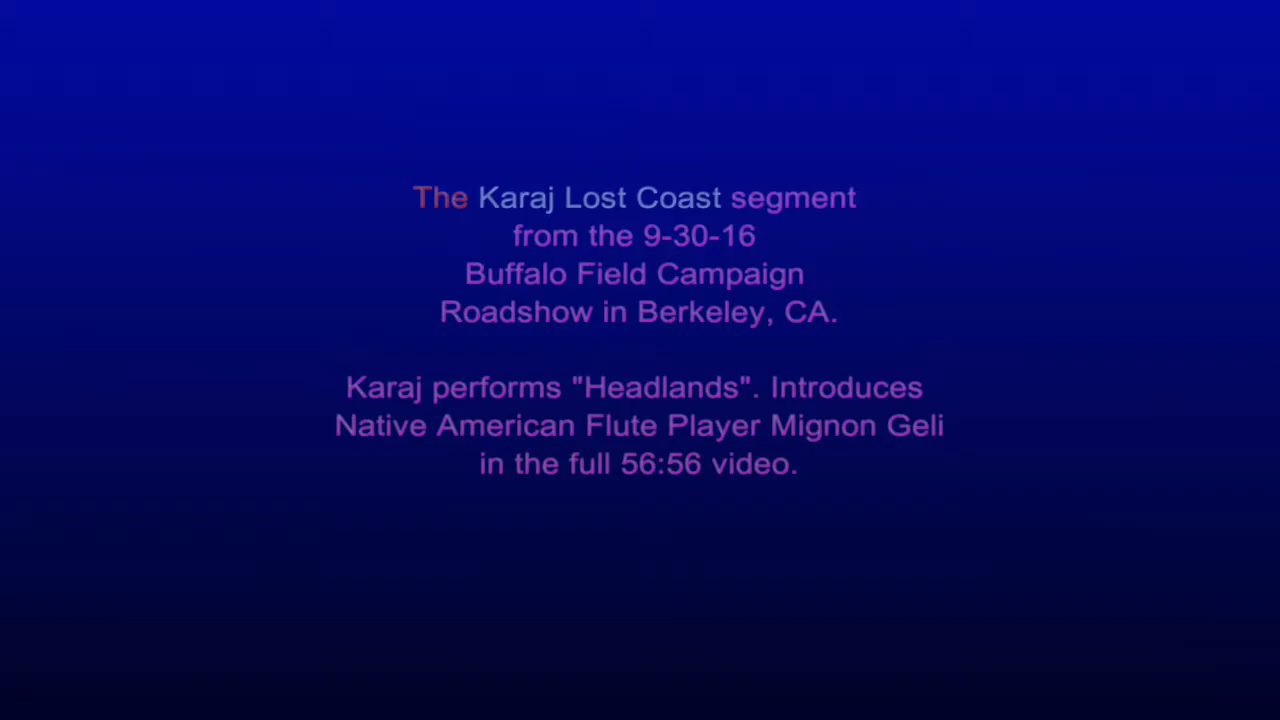 The Karaj Lost Coast segment
from the 9-30-16
Buffalo Field Campaign
Roadshow in Berkeley, CA.
Karaj performs "Headlands". Introduces
Native American Flute Player Mignon Geli
in the full 56:56 video.